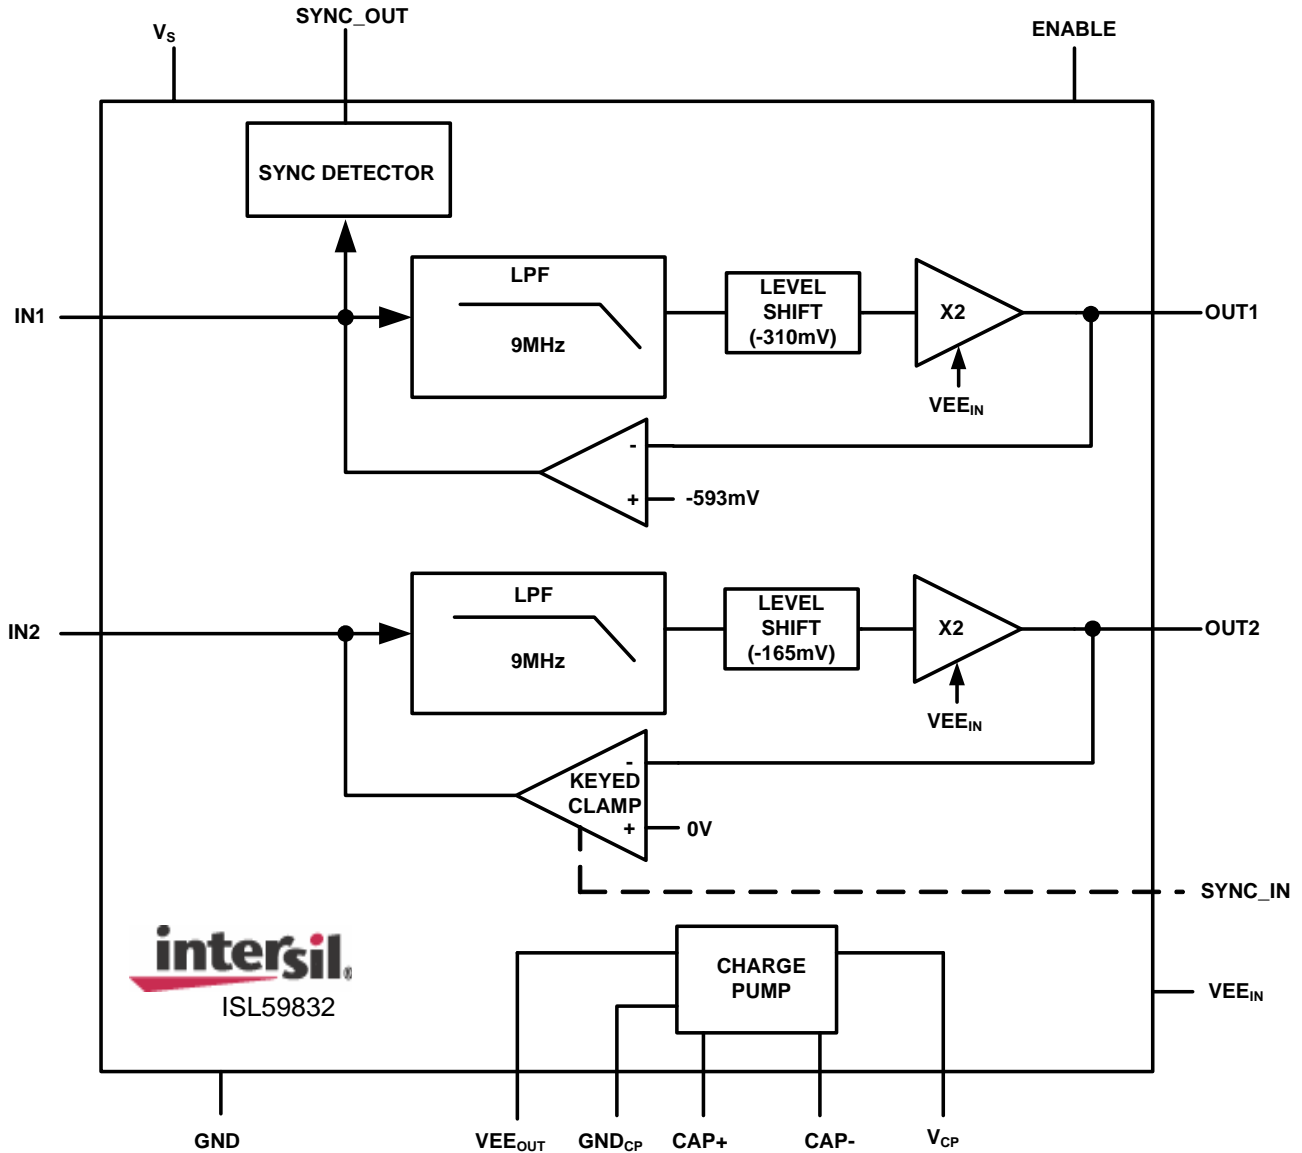 SYNC_OUT
VS
ENABLE
SYNC DETECTOR
LPF
9MHz
LEVEL
SHIFT
(-310mV)
X2
VEEIN
IN1
OUT1
-
+
-593mV
LPF
9MHz
LEVEL
SHIFT
(-165mV)
X2
VEEIN
IN2
OUT2
-
KEYED
CLAMP
+
0V
SYNC_IN
intersil®
ISL59832
CHARGE
PUMP
VEEIN
GND
VEEOUT
GNDCP
CAP+
CAP-
VCP